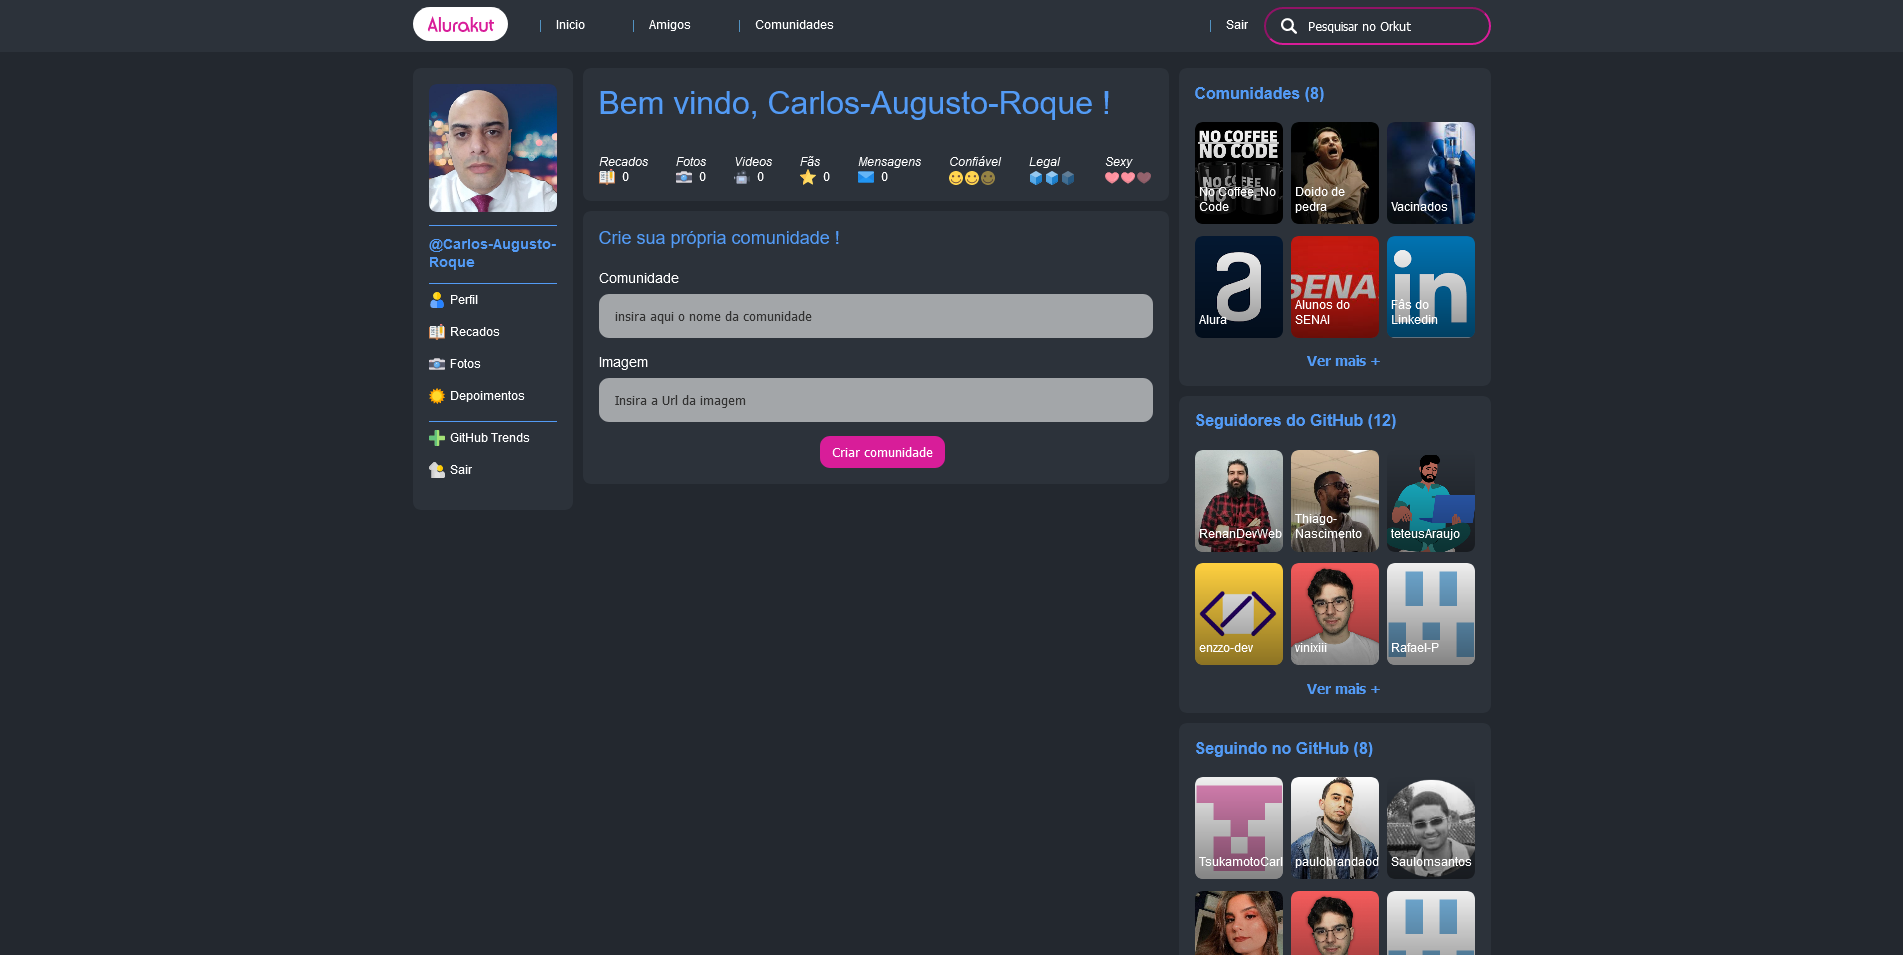 Alurakut
Inicio
Amigos
Comunidades
Sair
Pesquisar no Orkut
@Carlos-Augusto-
Roque
Perfil
Recados
Fotos
Depoimentos
GitHub Trends
Sair
Bem vindo, Carlos-Augusto-Roque !
Recados
Fotos
Videos
Fãs
Mensagens
Confiável
Legal
Sexy
0
0
0
0
0
Crie sua própria comunidade !
Comunidade
insira aqui o nome da comunidade
Imagem
Insira a Url da imagem
Criar comunidade
Comunidades (8)
NO COFFEE
NO CODE
NO CO
NO
No Coffee, No
Code
Doido de
pedra
Vacinados
a
Alura
SENA
Alunos do
SENAI
in
Fãs do
Linkedin
Ver mais +
Seguidores do GitHub (12)
RenanDevWeb
Thiago-
Nascimento
teteusAraujo
enzzo-dev
vinixiii
Rafael-P
Ver mais +
Seguindo no GitHub (8)
TsukamotoCarl
paulobrandaod
Saulomsantos